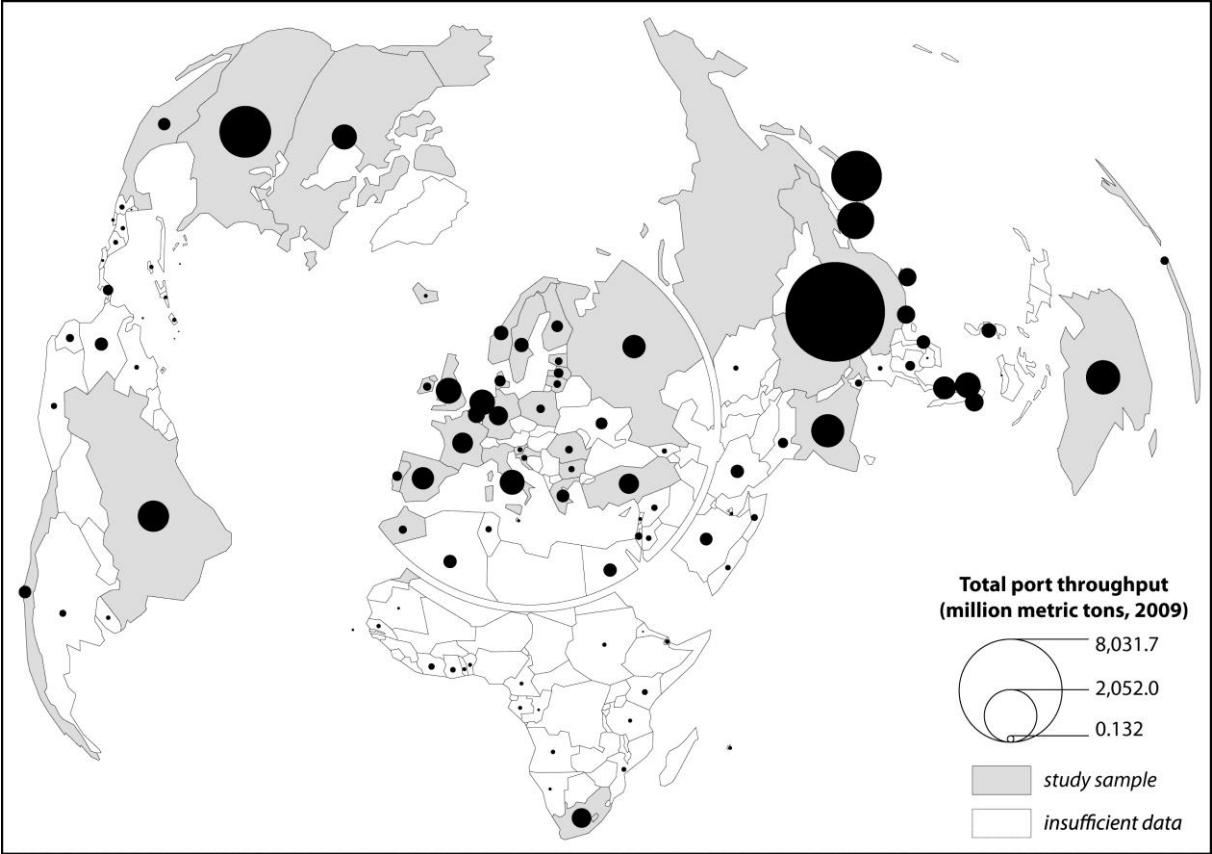 Total port throughput
(million metric tons, 2009)
8,031.7
2,052.0
0.132
study sample
insufficient data